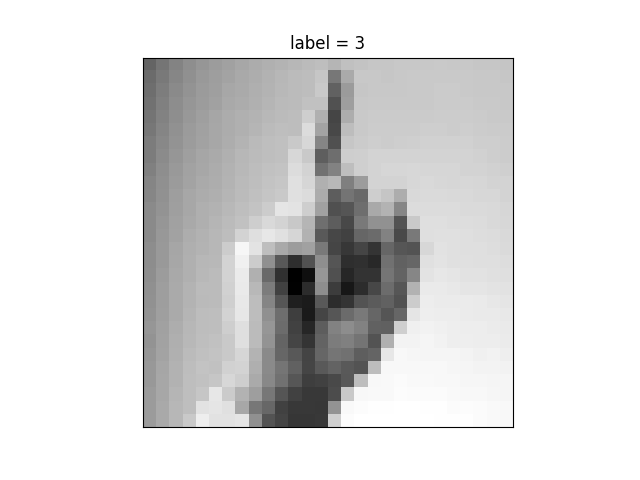 label = 3